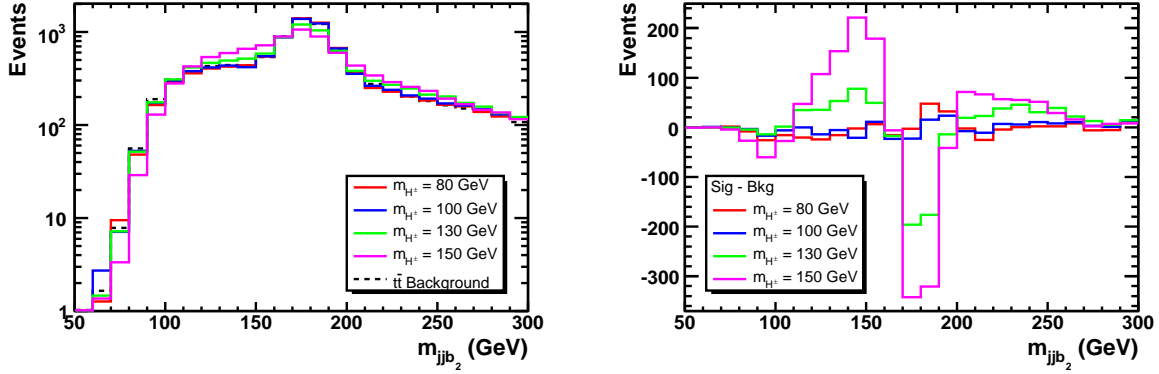 Events
10³
10²
10
1
m_H± = 80 GeV
m_H± = 100 GeV
m_H± = 130 GeV
m_H± = 150 GeV
tt̄ Background
50 100 150 200 250 300
m_jjb₂ (GeV)
Events
200
100
0
-100
-200
-300
Sig - Bkg
m_H± = 80 GeV
m_H± = 100 GeV
m_H± = 130 GeV
m_H± = 150 GeV
50 100 150 200 250 300
m_jjb₂ (GeV)